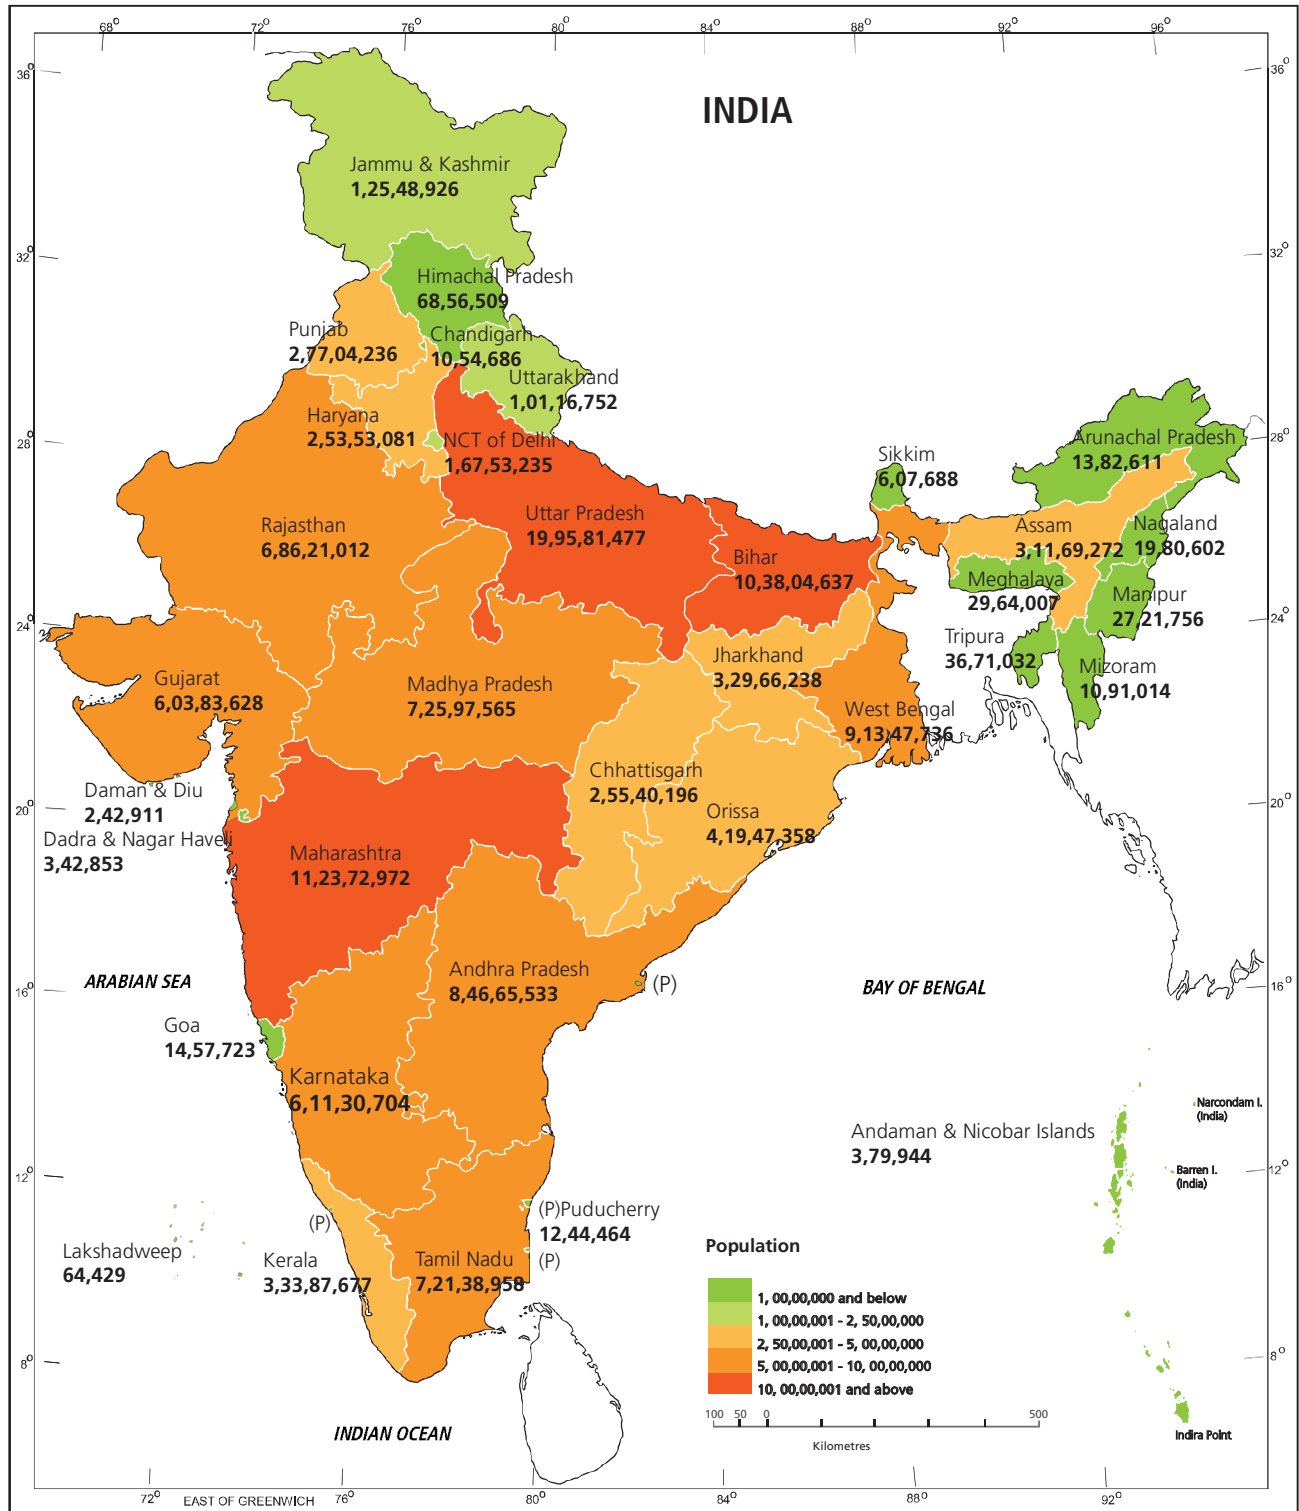 68° 72° 76° 80° 84° 88° 92° 96°
36° 36°
INDIA
Jammu & Kashmir
1,25,48,926
32° 32°
Himachal Pradesh
68,56,509
Punjab
2,77,04,236
Chandigarh
10,54,686
Uttarakhand
1,01,16,752
Haryana
2,53,53,081
28° 28°
NCT of Delhi
1,67,53,235
Arunachal Pradesh
13,82,611
Sikkim
6,07,688
Rajasthan
6,86,21,012
Uttar Pradesh
19,95,81,477
Assam
3,11,69,272
Nagaland
19,80,602
Bihar
10,38,04,637
Meghalaya
29,64,007
Manipur
27,21,756
24° 24°
Tripura
36,71,032
Jharkhand
3,29,66,238
Mizoram
10,91,014
Gujarat
6,03,83,628
Madhya Pradesh
7,25,97,565
West Bengal
9,13,47,736
Chhattisgarh
2,55,40,196
Daman & Diu
2,42,911
20° 20°
Orissa
4,19,47,358
Dadra & Nagar Haveli
3,42,853
Maharashtra
11,23,72,972
ARABIAN SEA
Andhra Pradesh
8,46,65,533
(P)
BAY OF BENGAL
16° 16°
Goa
14,57,723
Karnataka
6,11,30,704
Narcondam I.
(India)
Andaman & Nicobar Islands
3,79,944
Barren I.
(India)
12° 12°
(P)
(P)Puducherry
12,44,464
(P)
Lakshadweep
64,429
Kerala
3,33,87,677
Tamil Nadu
7,21,38,958
Population
1, 00,00,000 and below
1, 00,00,001 - 2, 50,00,000
2, 50,00,001 - 5, 00,00,000
5, 00,00,001 - 10, 00,00,000
10, 00,00,001 and above
8° 8°
100 50 0 500
Kilometres
INDIAN OCEAN
Indira Point
72° EAST OF GREENWICH 76° 80° 84° 88° 92°